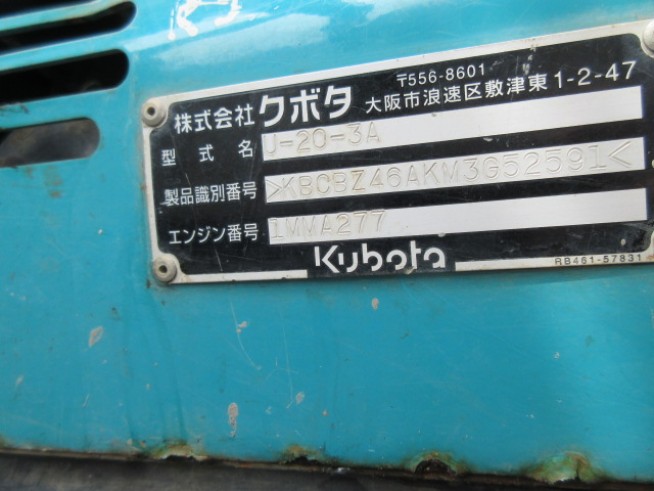 株式会社クボタ 〒556-8601
大阪市浪速区敷津東1-2-47
型式名 U-20-3A
製品識別番号 >KBCBZ46AKM3G52591<
エンジン番号 1MMA277
Kubota
RB461-57831